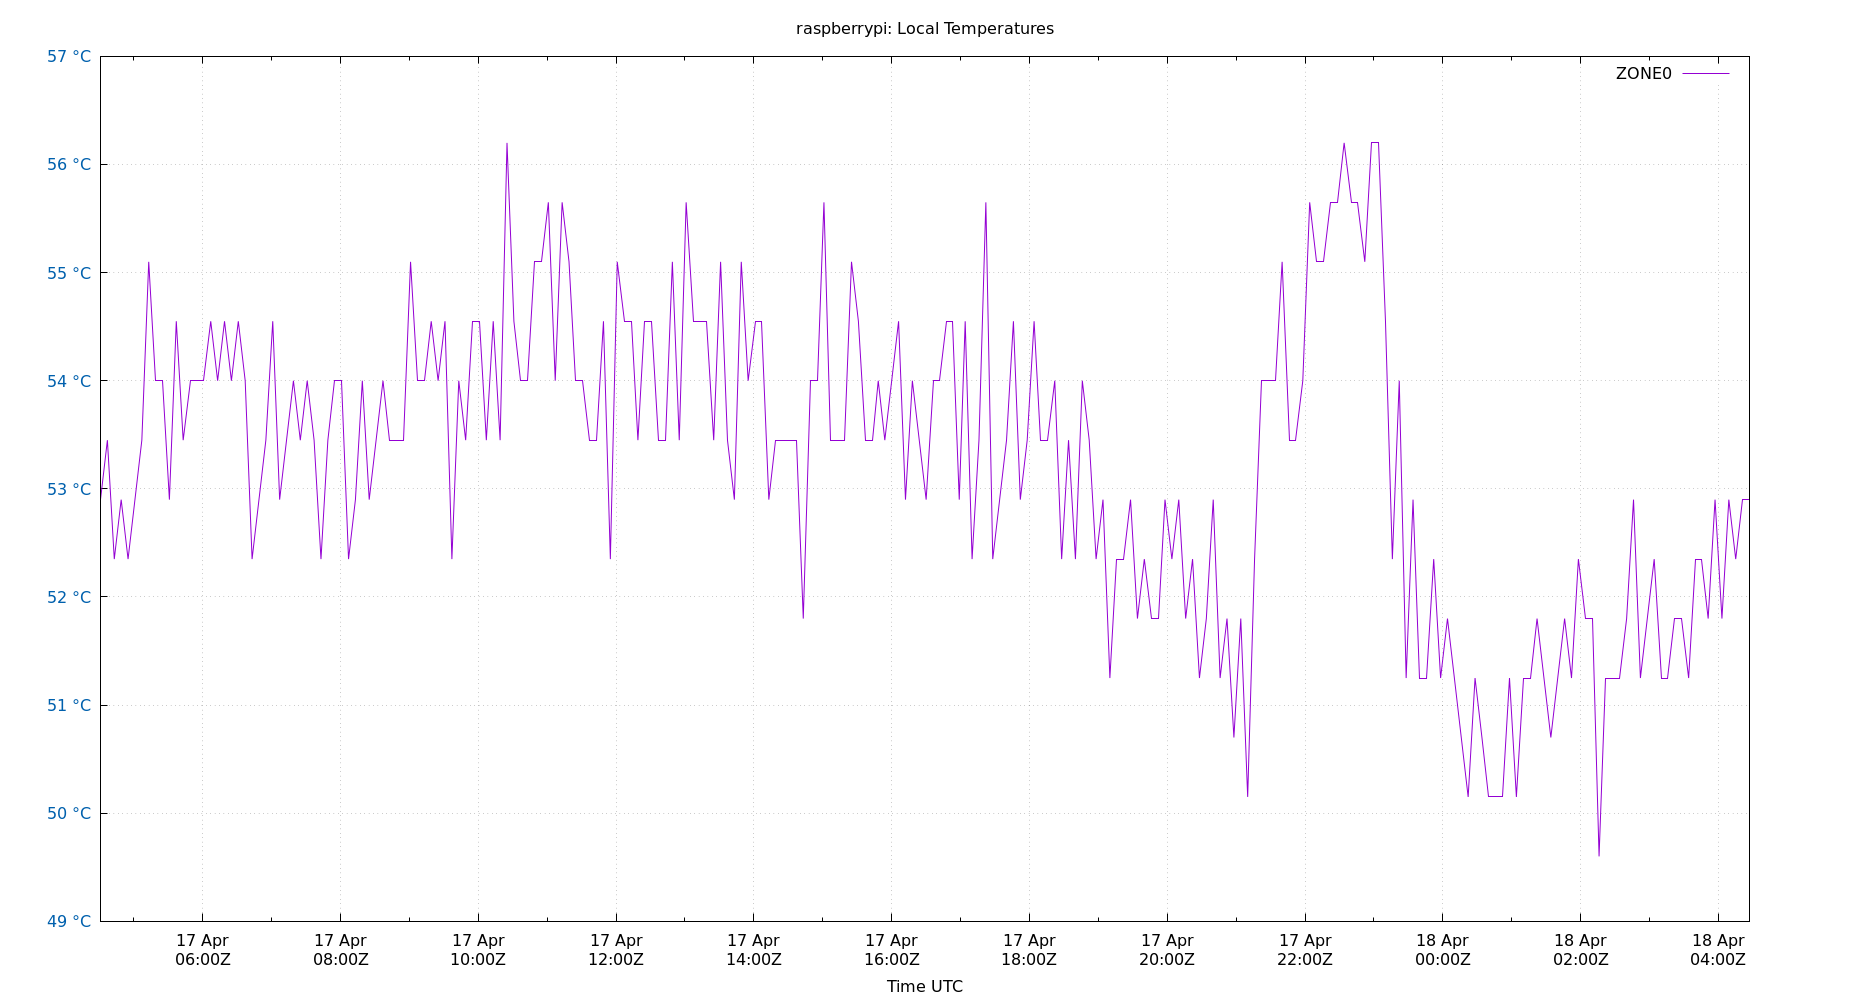 raspberrypi: Local Temperatures
57 °C
ZONE0
56 °C
55 °C
54 °C
53 °C
52 °C
51 °C
50 °C
49 °C
17 Apr 17 Apr 17 Apr 17 Apr 17 Apr 17 Apr 17 Apr 17 Apr 17 Apr 18 Apr 18 Apr 18 Apr
06:00Z 08:00Z 10:00Z 12:00Z 14:00Z 16:00Z 18:00Z 20:00Z 22:00Z 00:00Z 02:00Z 04:00Z
Time UTC